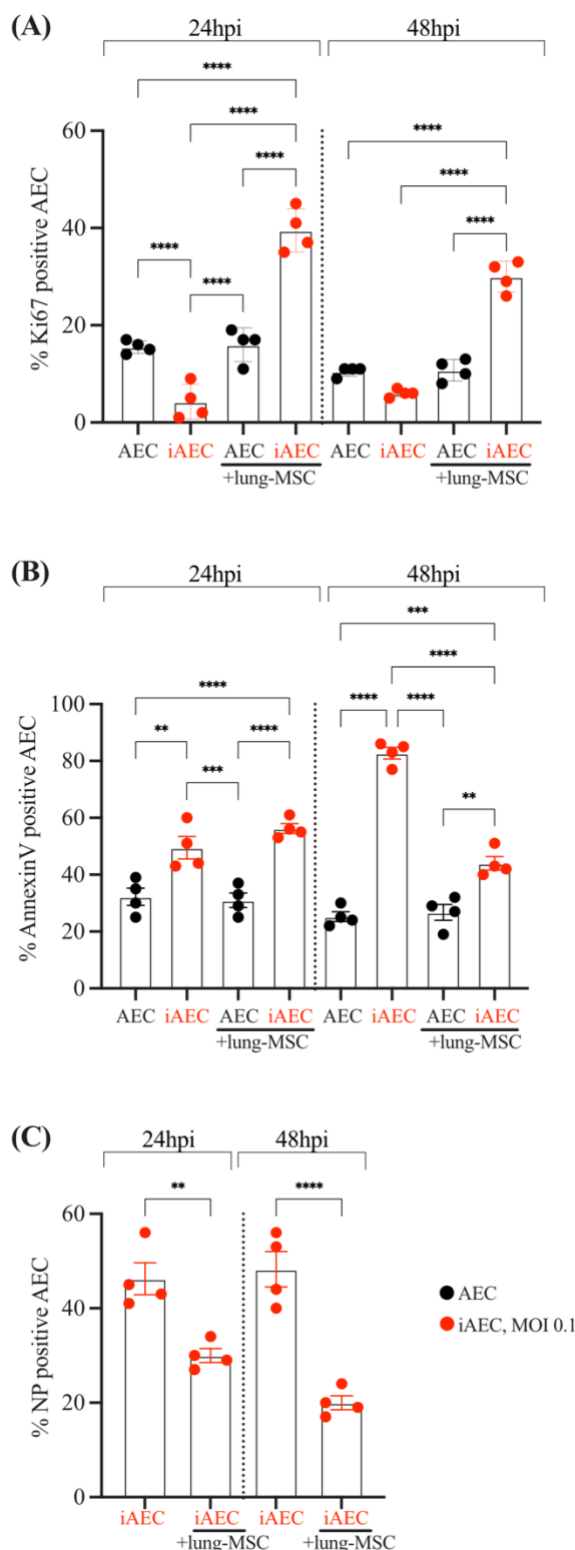 (A)
24hpi 48hpi
**** ****
**** ****
**** ****
**** ****
% Ki67 positive AEC
60
40
20
0
AEC iAEC AEC iAEC AEC iAEC AEC iAEC
+lung-MSC +lung-MSC
(B)
24hpi 48hpi
***
**** ****
** **** **** ****
*** **
% AnnexinV positive AEC
100
80
60
40
20
0
AEC iAEC AEC iAEC AEC iAEC AEC iAEC
+lung-MSC +lung-MSC
(C)
24hpi 48hpi
** ****
% NP positive AEC
60
40
20
0
iAEC iAEC iAEC iAEC
+lung-MSC +lung-MSC
AEC
iAEC, MOI 0.1